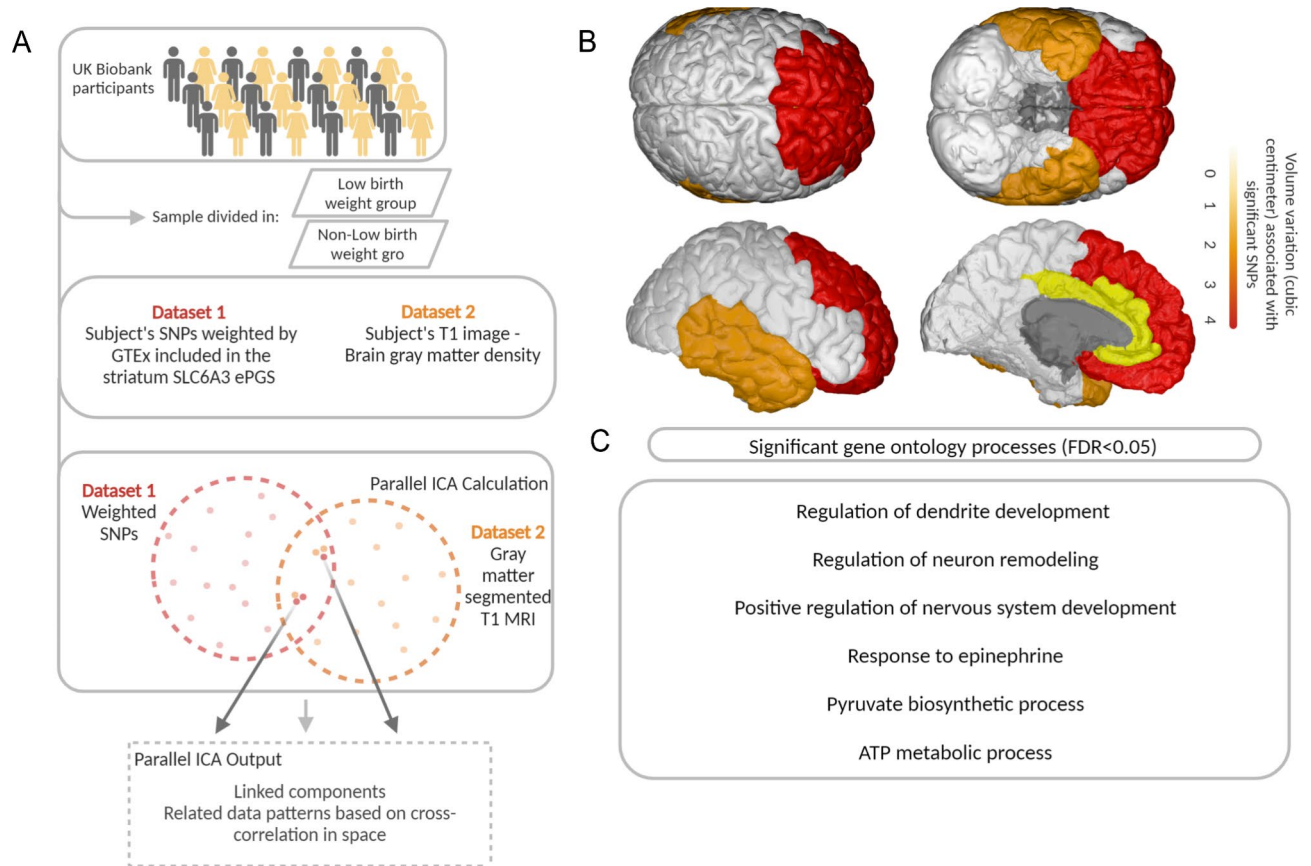 A
UK Biobank
participants
Sample divided in:
Low birth
weight group
Non-Low birth
weight gro
Dataset 1
Subject's SNPs weighted by
GTEx included in the
striatum SLC6A3 ePGS
Dataset 2
Subject's T1 image -
Brain gray matter density
Parallel ICA Calculation
Dataset 1
Weighted
SNPs
Dataset 2
Gray
matter
segmented
T1 MRI
Parallel ICA Output
Linked components
Related data patterns based on cross-
correlation in space
B
Volume variation (cubic
centimeter) associated with
significant SNPs
0
1
2
3
4
C
Significant gene ontology processes (FDR<0.05)
Regulation of dendrite development
Regulation of neuron remodeling
Positive regulation of nervous system development
Response to epinephrine
Pyruvate biosynthetic process
ATP metabolic process